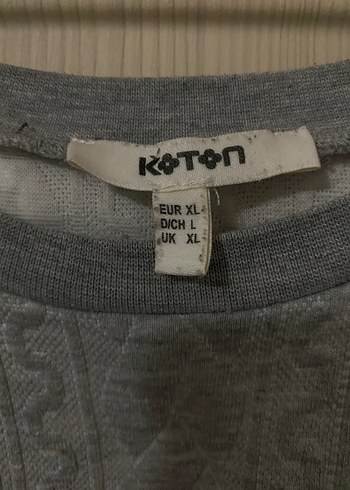 KOTON
EUR XL
D/CH L
UK XL